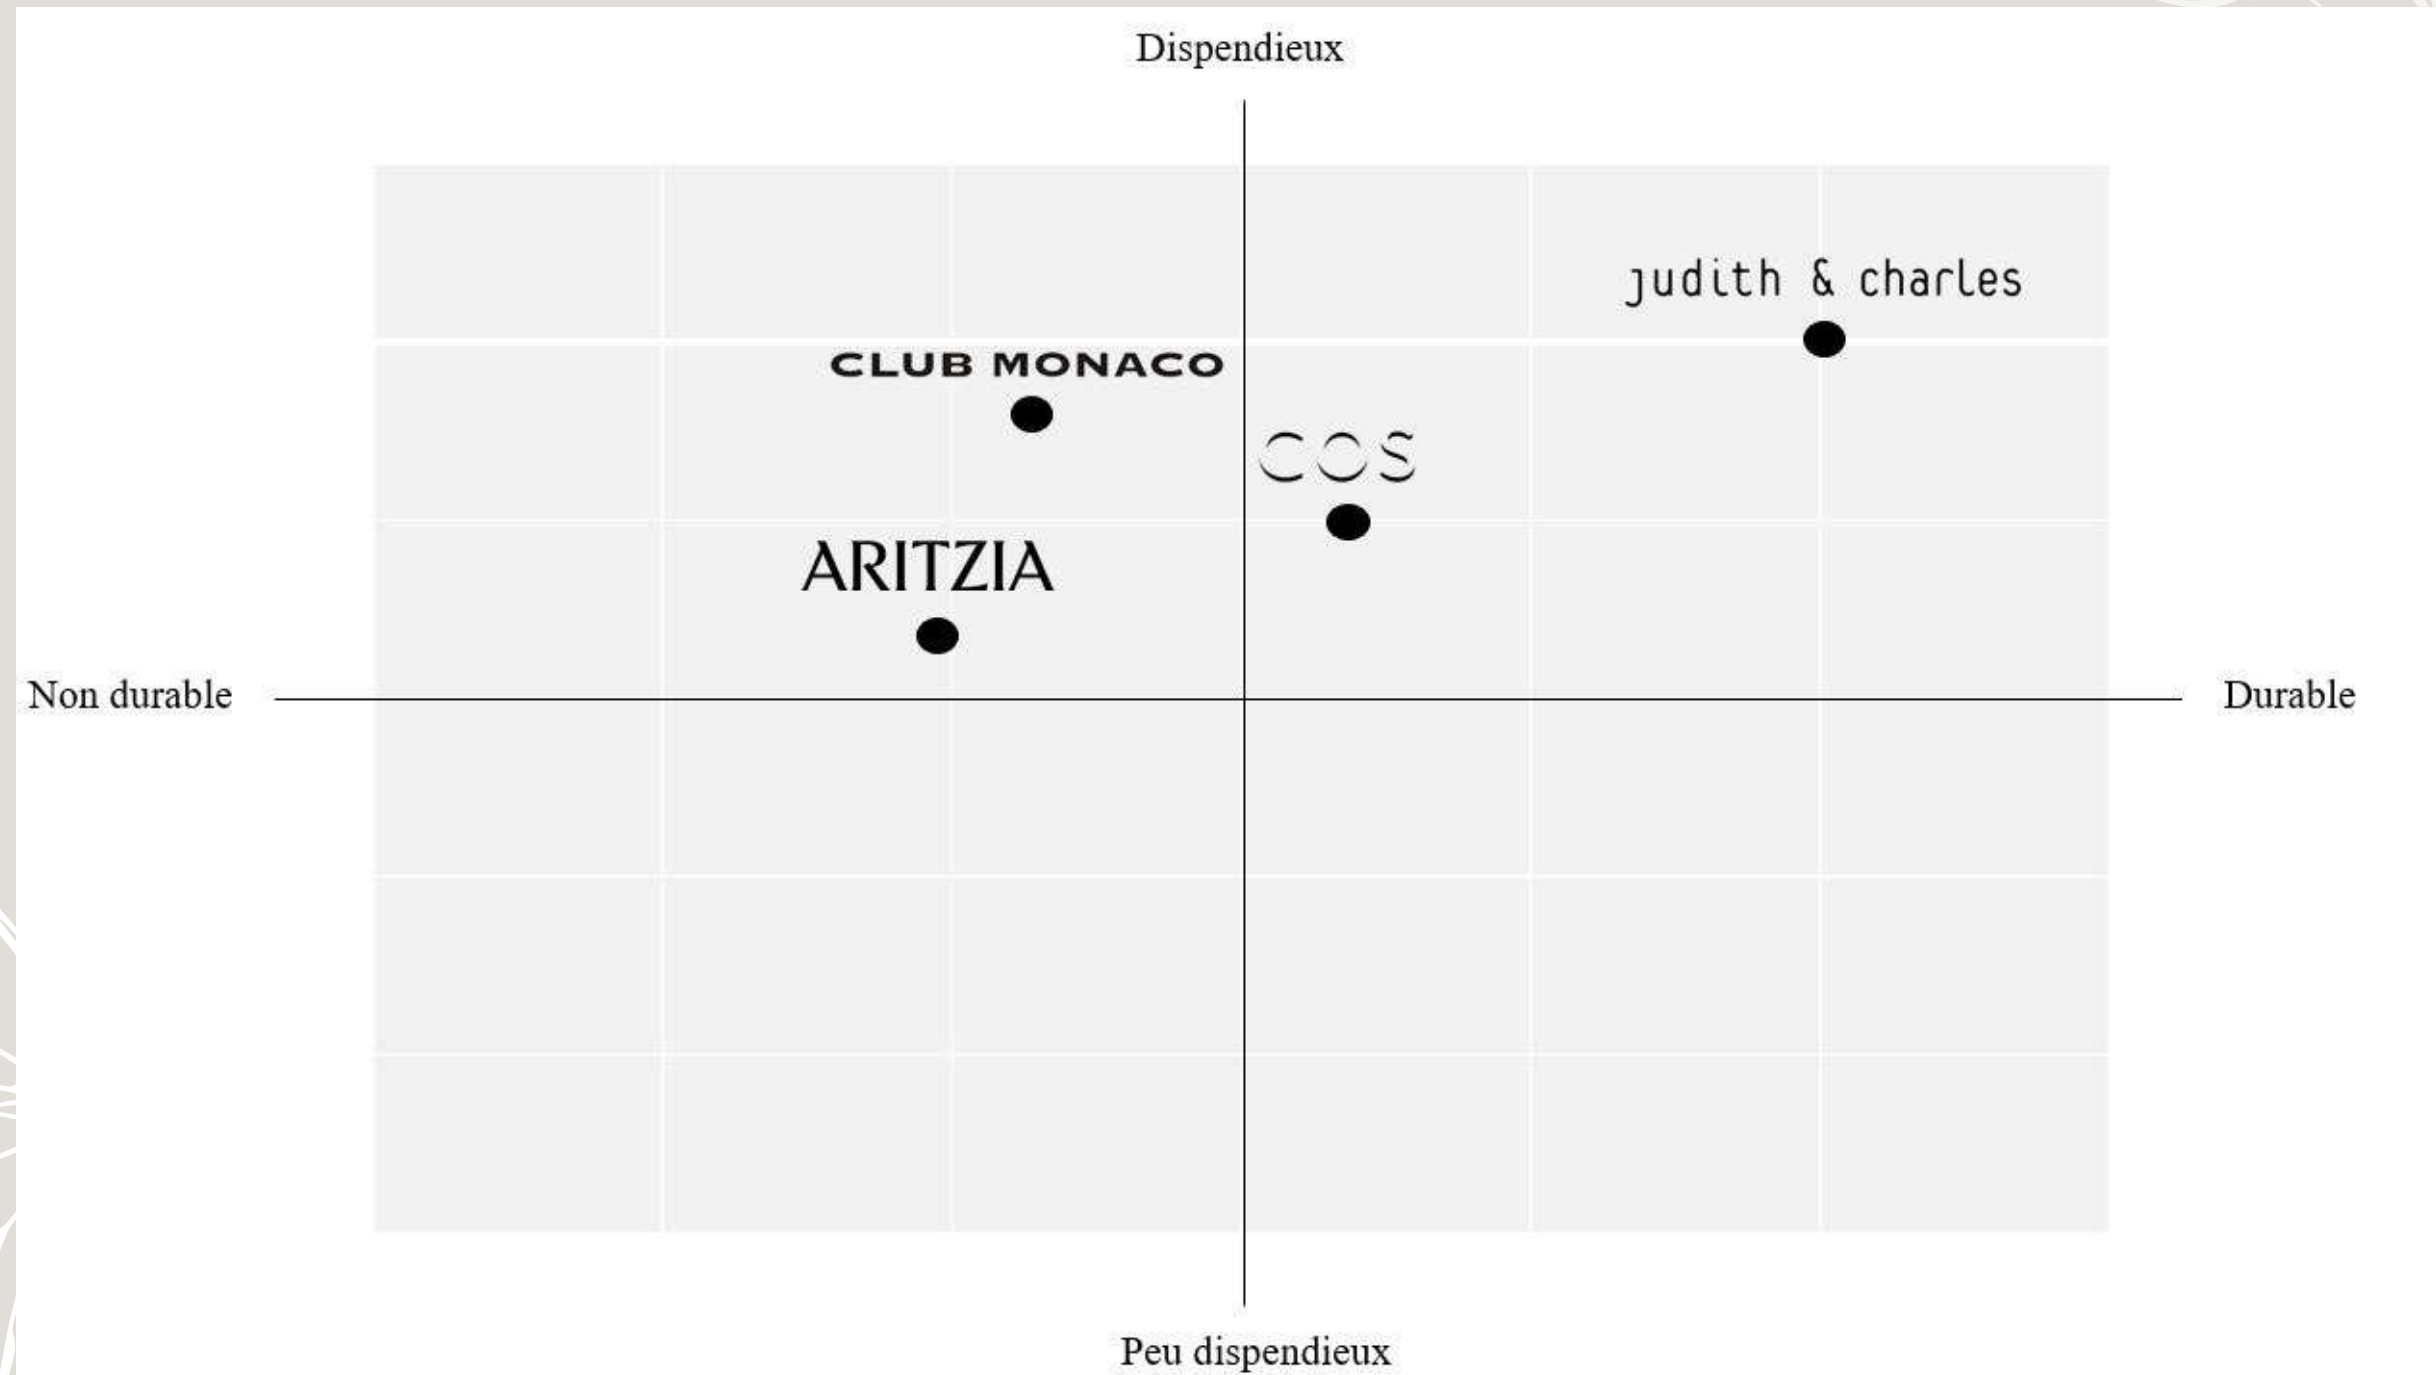 Dispendieux
judith & charles
CLUB MONACO
COS
ARITZIA
Non durable
Durable
Peu dispendieux